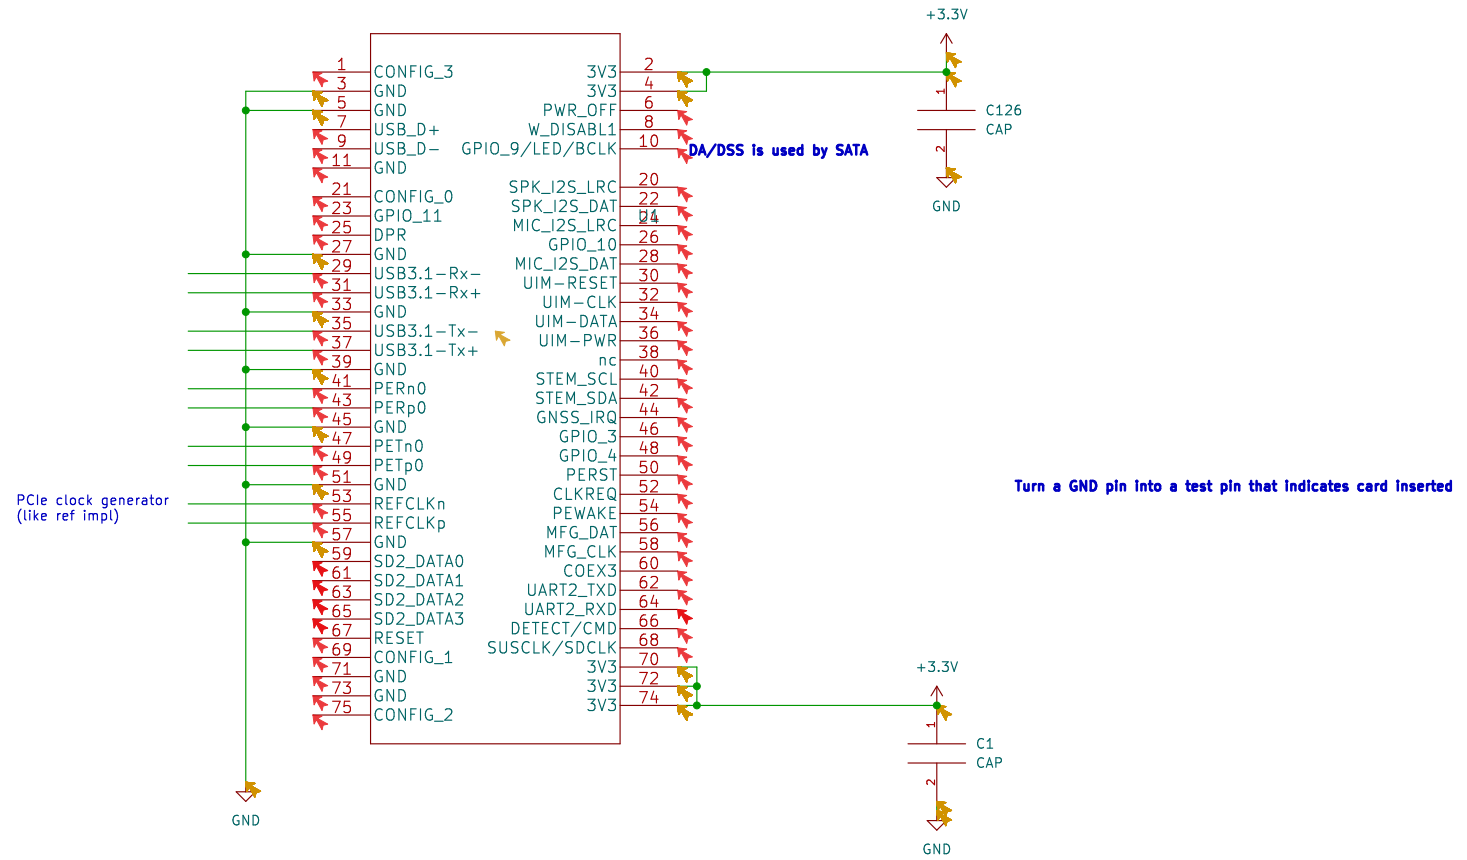 +3.3V
1 CONFIG_3
3 GND
5 GND
7 USB_D+
9 USB_D-
11 GND
21 CONFIG_0
23 GPIO_11
25 DPR
27 GND
29 USB3.1-Rx-
31 USB3.1-Rx+
33 GND
35 USB3.1-Tx-
37 USB3.1-Tx+
39 GND
41 PERn0
43 PERp0
45 GND
47 PETn0
49 PETp0
51 GND
53 REFCLKn
55 REFCLKp
57 GND
59 SD2_DATA0
61 SD2_DATA1
63 SD2_DATA2
65 SD2_DATA3
67 RESET
69 CONFIG_1
71 GND
73 GND
75 CONFIG_2
3V3 2
3V3 4
PWR_OFF 6
W_DISABL1 8
GPIO_9/LED/BCLK 10
SPK_I2S_LRC 20
SPK_I2S_DAT 22
U1
MIC_I2S_LRC 24
GPIO_10 26
MIC_I2S_DAT 28
UIM-RESET 30
UIM-CLK 32
UIM-DATA 34
UIM-PWR 36
nc 38
STEM_SCL 40
STEM_SDA 42
GNSS_IRQ 44
GPIO_3 46
GPIO_4 48
PERST 50
CLKREQ 52
PEWAKE 54
MFG_DAT 56
MFG_CLK 58
COEX3 60
UART2_TXD 62
UART2_RXD 64
DETECT/CMD 66
SUSCLK/SDCLK 68
3V3 70
3V3 72
3V3 74
DA/DSS is used by SATA
1
C126
CAP
2
GND
PCIe clock generator
(like ref impl)
Turn a GND pin into a test pin that indicates card inserted
+3.3V
1
C1
CAP
2
GND
GND